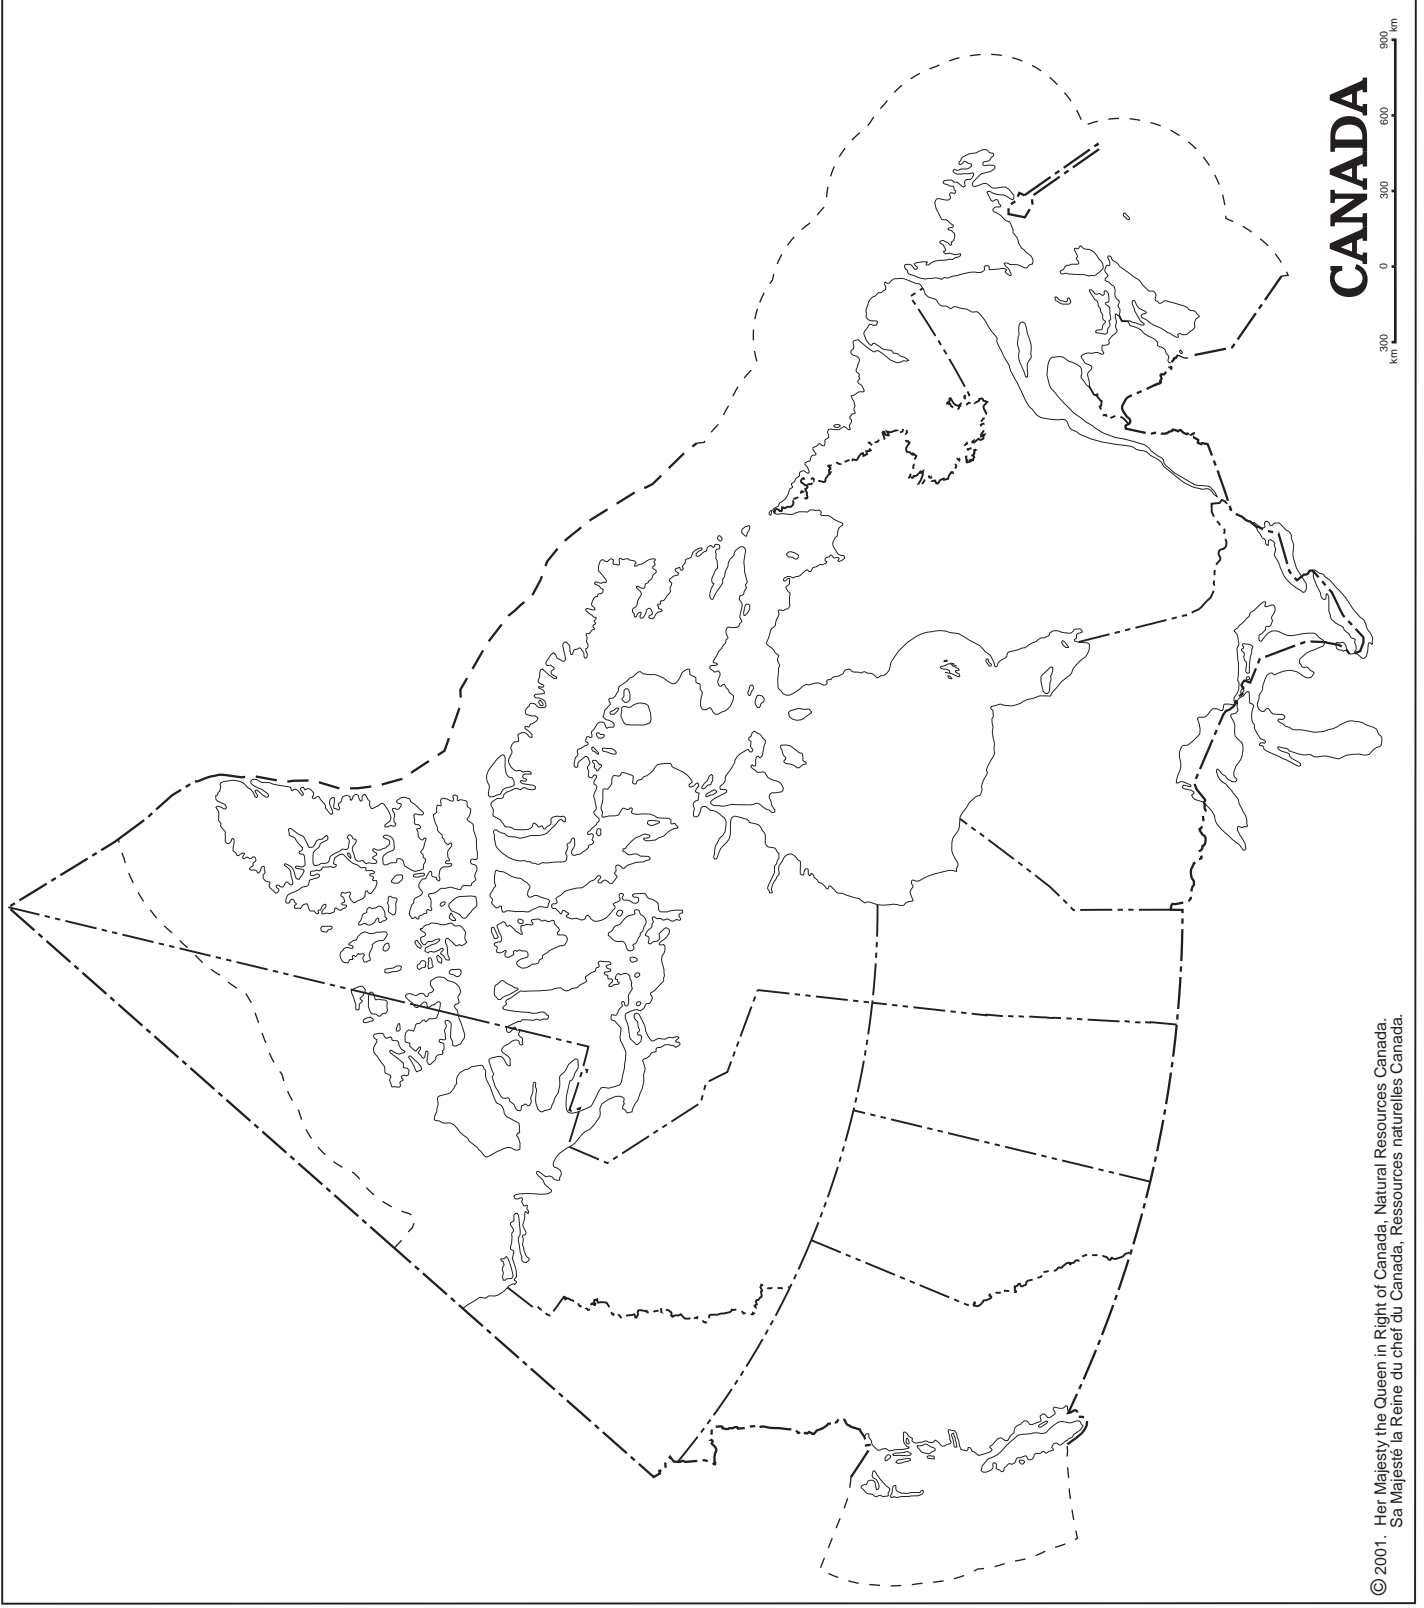 CANADA
300 0 300 600 900
km km
© 2001. Her Majesty the Queen in Right of Canada, Natural Resources Canada.
Sa Majesté la Reine du chef du Canada, Ressources naturelles Canada.